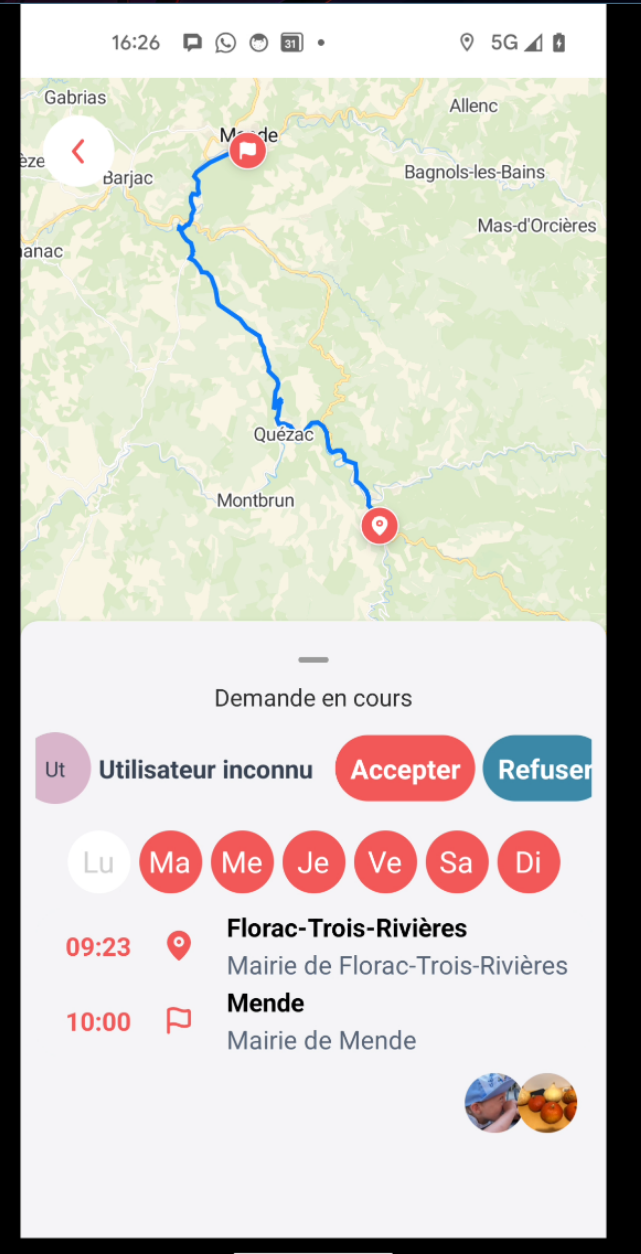 16:26 31 5G
Gabrias
Allenc
Mende
Barjac
Bagnols-les-Bains
Mas-d'Orcières
anac
Quézac
Montbrun
Demande en cours
Ut Utilisateur inconnu Accepter Refuser
Lu Ma Me Je Ve Sa Di
Florac-Trois-Rivières
09:23
Mairie de Florac-Trois-Rivières
Mende
10:00
Mairie de Mende